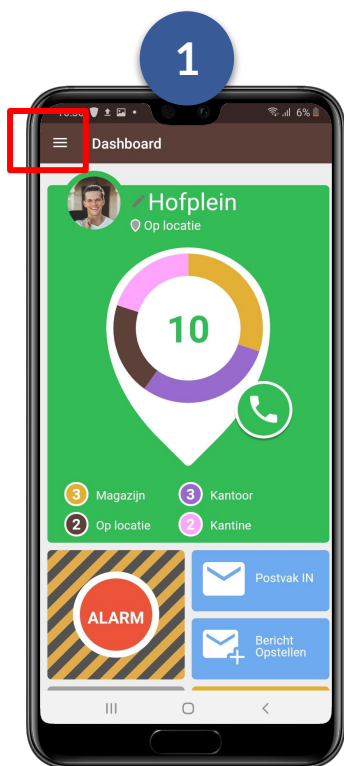 1
6%
Dashboard
Hofplein
Op locatie
10
3 Magazijn
3 Kantoor
2 Op locatie
2 Kantine
ALARM
Postvak IN
Bericht
Opstellen